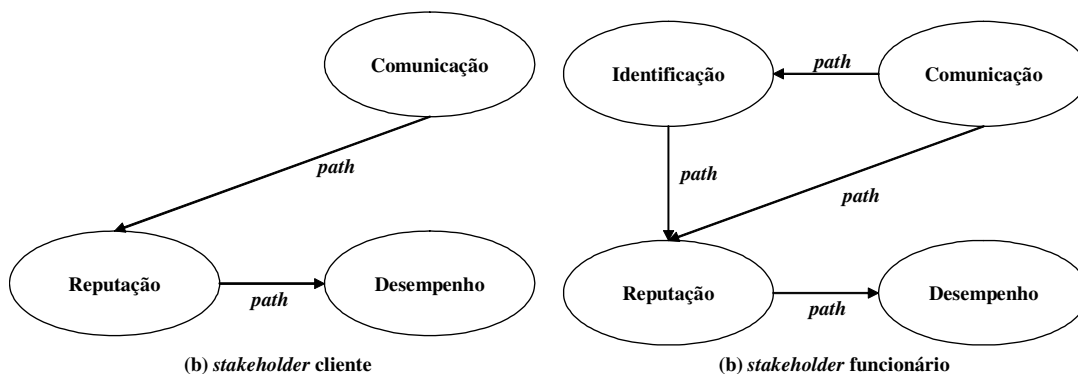 Comunicação
path
Reputação
path
Desempenho
(b) stakeholder cliente
Identificação
path
Comunicação
path
path
Reputação
path
Desempenho
(b) stakeholder funcionário